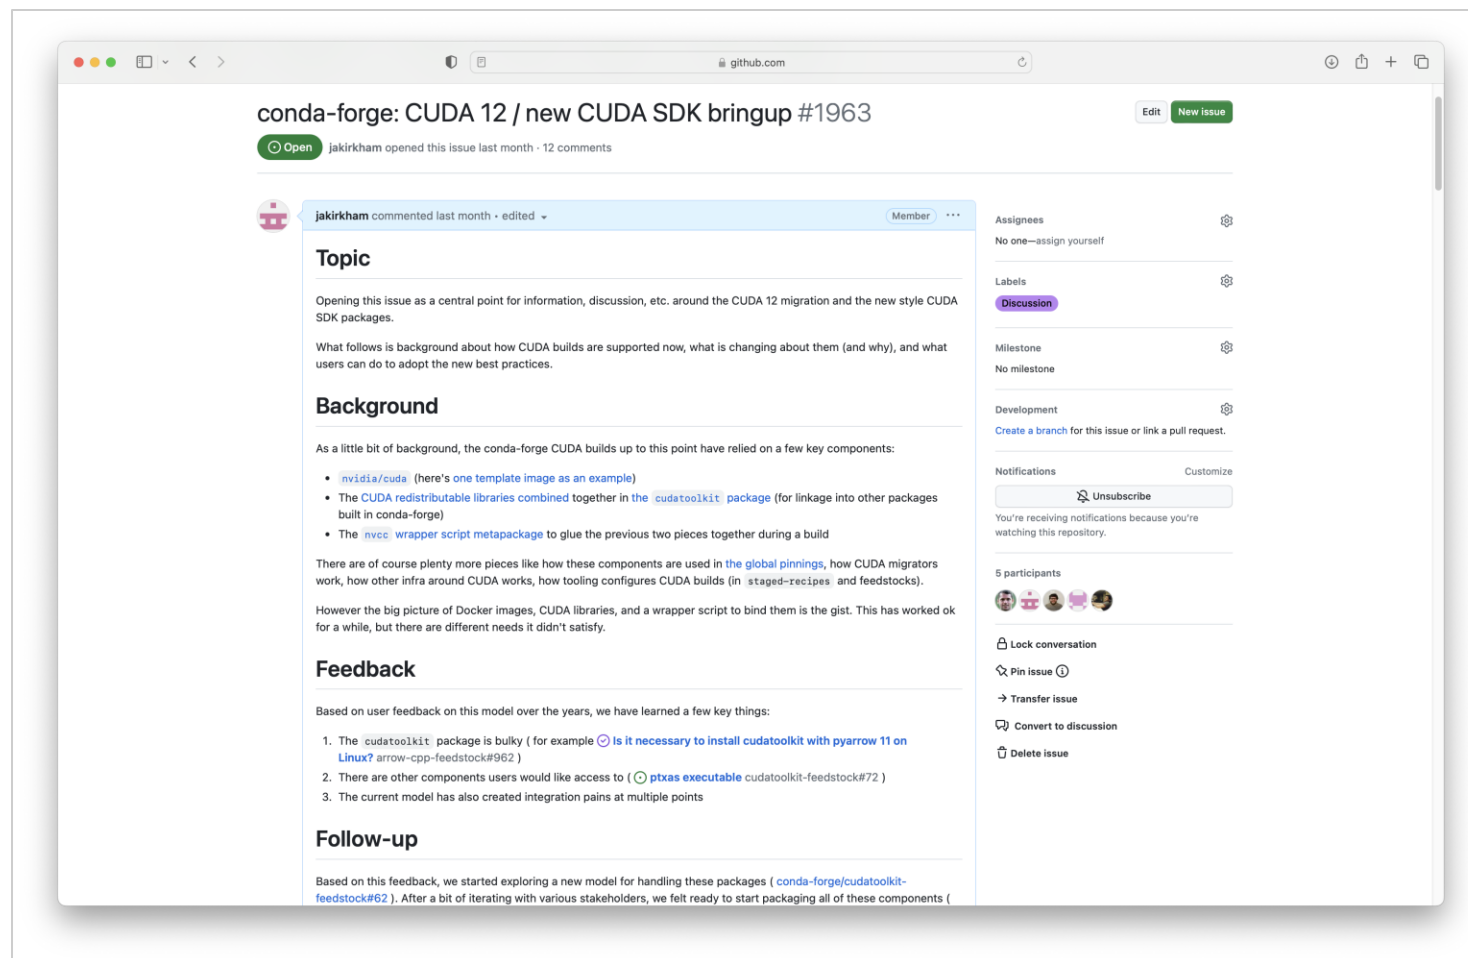 github.com
conda-forge: CUDA 12 / new CUDA SDK bringup #1963
Edit
New issue
Open
jakirkham opened this issue last month · 12 comments
jakirkham commented last month • edited
Member
Topic
Opening this issue as a central point for information, discussion, etc. around the CUDA 12 migration and the new style CUDA
SDK packages.
What follows is background about how CUDA builds are supported now, what is changing about them (and why), and what
users can do to adopt the new best practices.
Background
As a little bit of background, the conda-forge CUDA builds up to this point have relied on a few key components:
• nvidia/cuda (here's one template image as an example)
• The CUDA redistributable libraries combined together in the cudatoolkit package (for linkage into other packages
built in conda-forge)
• The nvcc wrapper script metapackage to glue the previous two pieces together during a build
There are of course plenty more pieces like how these components are used in the global pinnings, how CUDA migrators
work, how other infra around CUDA works, how tooling configures CUDA builds (in staged-recipes and feedstocks).
However the big picture of Docker images, CUDA libraries, and a wrapper script to bind them is the gist. This has worked ok
for a while, but there are different needs it didn't satisfy.
Feedback
Based on user feedback on this model over the years, we have learned a few key things:
1. The cudatoolkit package is bulky ( for example Is it necessary to install cudatoolkit with pyarrow 11 on
Linux? arrow-cpp-feedstock#962 )
2. There are other components users would like access to ( ptxas executable cudatoolkit-feedstock#72 )
3. The current model has also created integration pains at multiple points
Follow-up
Based on this feedback, we started exploring a new model for handling these packages ( conda-forge/cudatoolkit-
feedstock#62 ). After a bit of iterating with various stakeholders, we felt ready to start packaging all of these components (
Assignees
No one—assign yourself
Labels
Discussion
Milestone
No milestone
Development
Create a branch for this issue or link a pull request.
Notifications
Customize
Unsubscribe
You're receiving notifications because you're
watching this repository.
5 participants
Lock conversation
Pin issue
Transfer issue
Convert to discussion
Delete issue